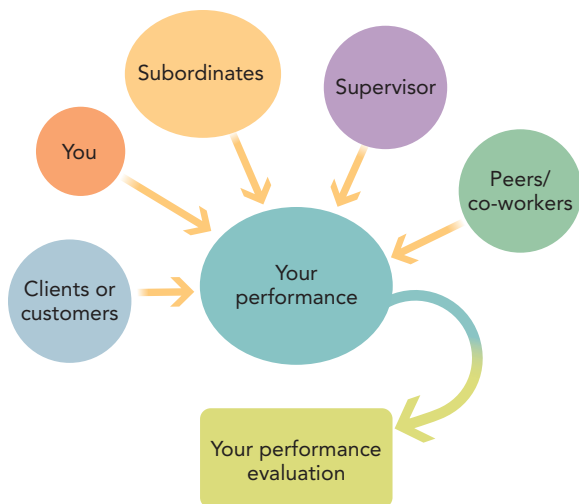 Subordinates
Supervisor
You
Peers/
co-workers
Clients or
customers
Your
performance
Your performance
evaluation